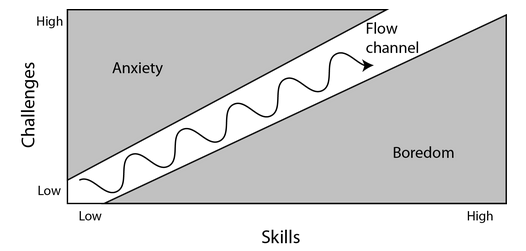 High
Flow
channel
Anxiety
Challenges
Boredom
Low
Low
High
Skills